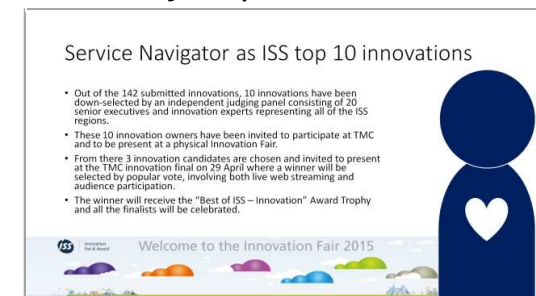 Service Navigator as ISS top 10 innovations
• Out of the 142 submitted innovations, 10 innovations have been
down-selected by an independent judging panel consisting of 20
senior executives and innovation experts representing all of the ISS
regions.
• These 10 innovation owners have been invited to participate at TMC
and to be present at a physical Innovation Fair.
• From there 3 innovation candidates are chosen and invited to present
at the TMC innovation final on 29 April where a winner will be
selected by popular vote, involving both live web streaming and
audience participation.
• The winner will receive the “Best of ISS – Innovation” Award Trophy
and all the finalists will be celebrated.
ISS
Innovation
Fair & Award
Welcome to the Innovation Fair 2015